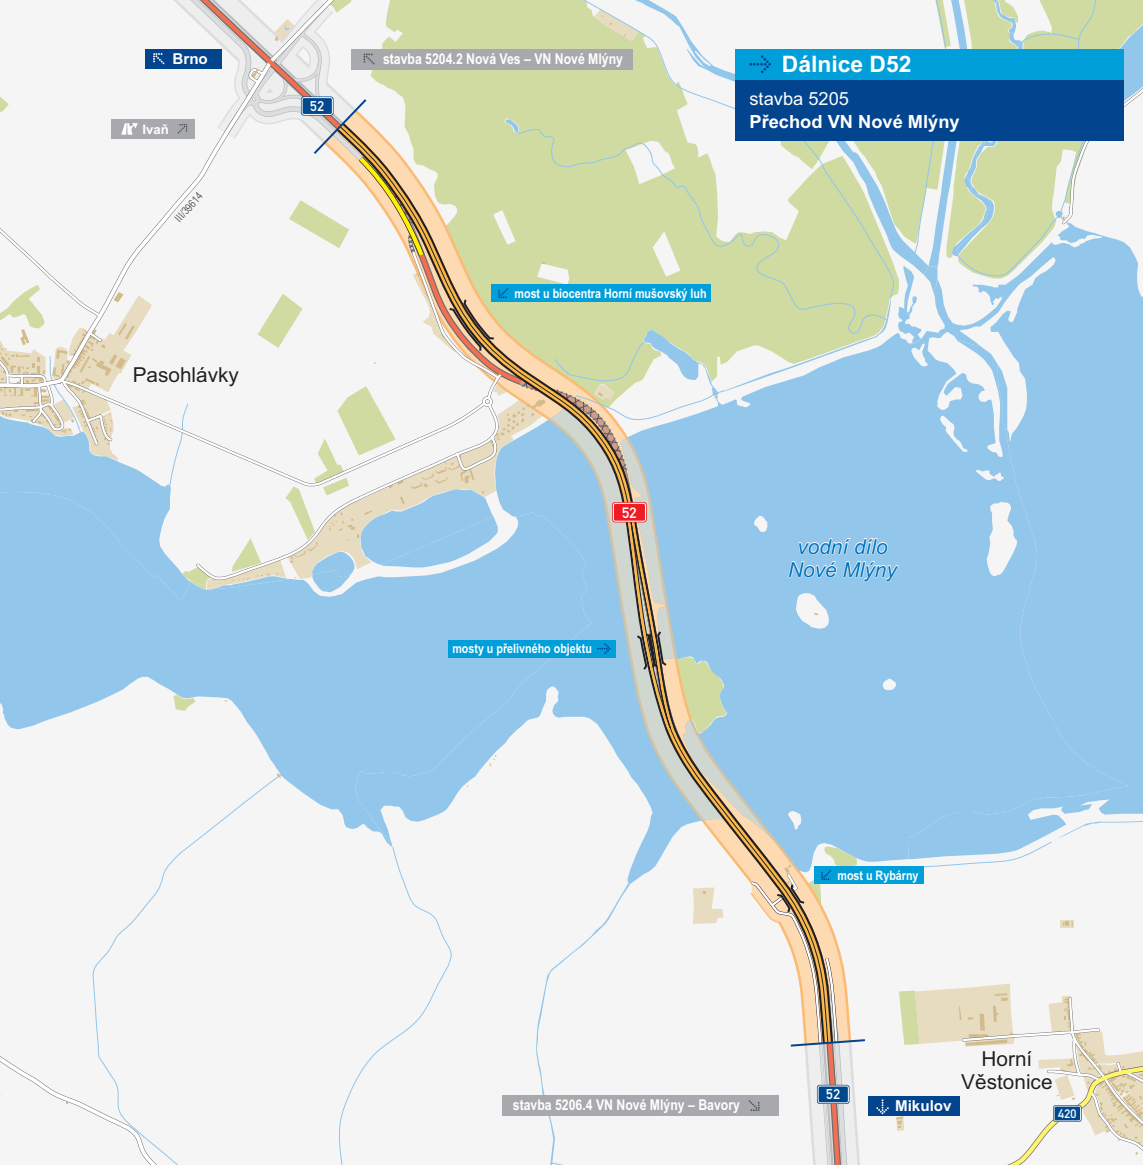 Brno
stavba 5204.2 Nová Ves – VN Nové Mlýny
Dálnice D52
stavba 5205
Přechod VN Nové Mlýny
52
Ivaň
III/39614
most u biocentra Horní mušovský luh
Pasohlávky
52
vodní dílo
Nové Mlýny
mosty u přelivného objektu
most u Rybárny
Horní
Věstonice
52
stavba 5206.4 VN Nové Mlýny – Bavory
Mikulov
420